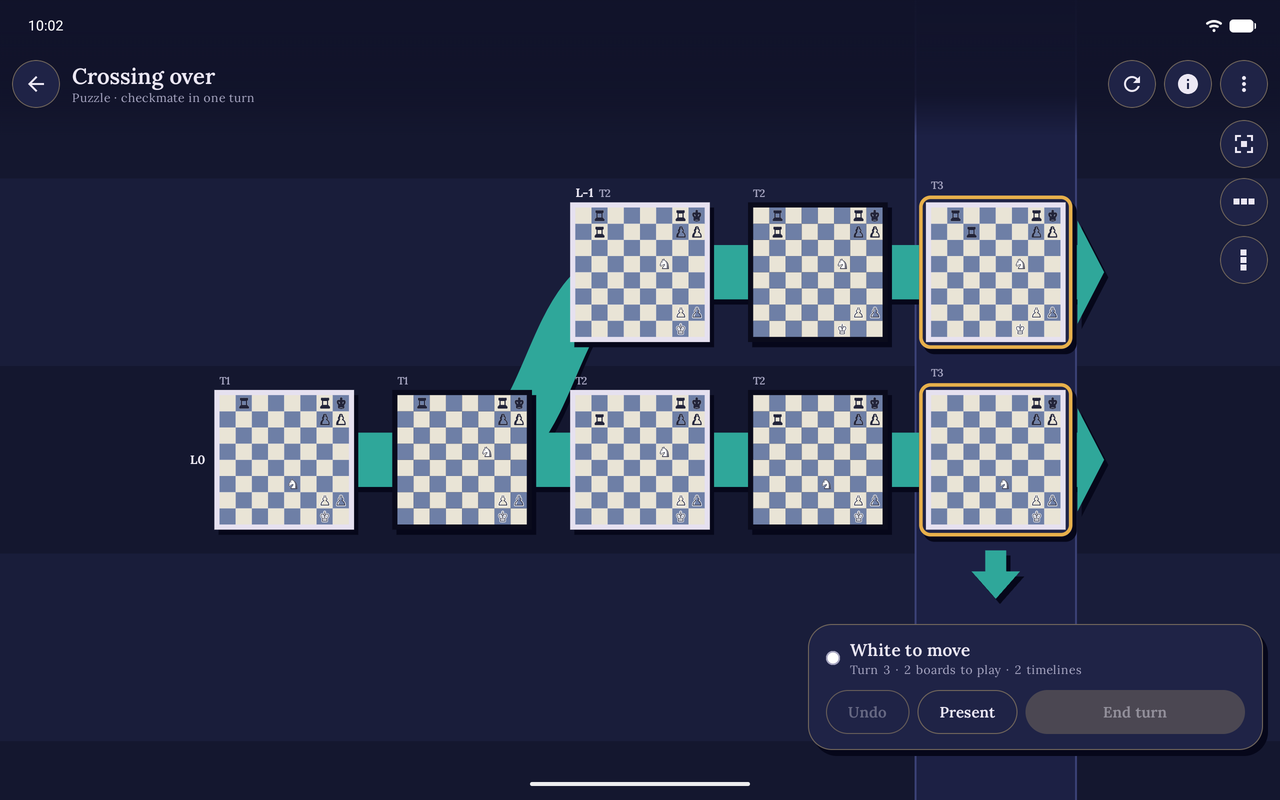 10:02
Crossing over
Puzzle · checkmate in one turn
L-1 T2
T2
T3
T1
T1
T2
T2
T3
L0
White to move
Turn 3 · 2 boards to play · 2 timelines
Undo
Present
End turn